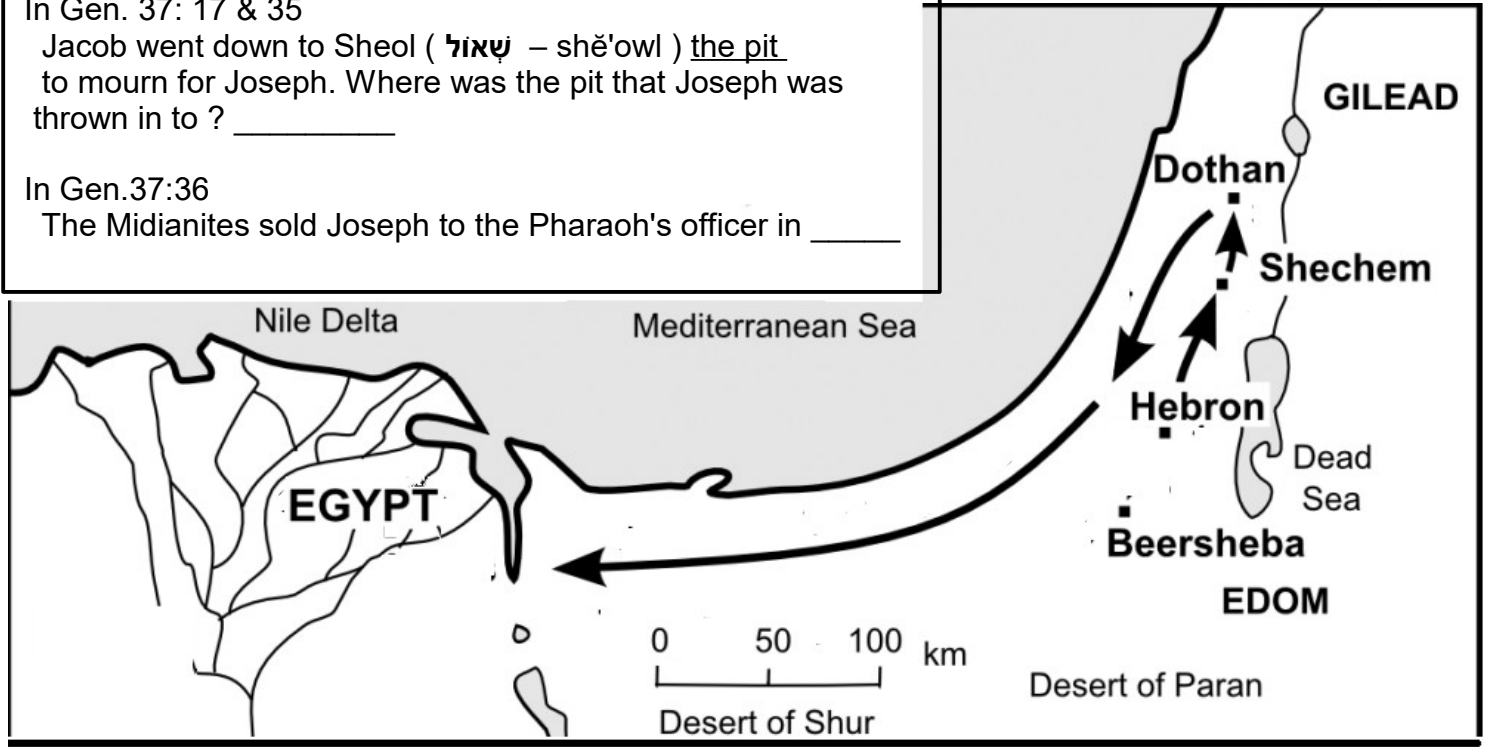 In Gen. 37: 17 & 35
Jacob went down to Sheol ( שְׁאוֹל – shĕ'owl ) the pit
to mourn for Joseph. Where was the pit that Joseph was
thrown in to ? _________
In Gen.37:36
The Midianites sold Joseph to the Pharaoh's officer in _____
GILEAD
Dothan
Shechem
Nile Delta
Mediterranean Sea
Hebron
Dead
Sea
EGYPT
Beersheba
EDOM
0 50 100 km
Desert of Paran
Desert of Shur